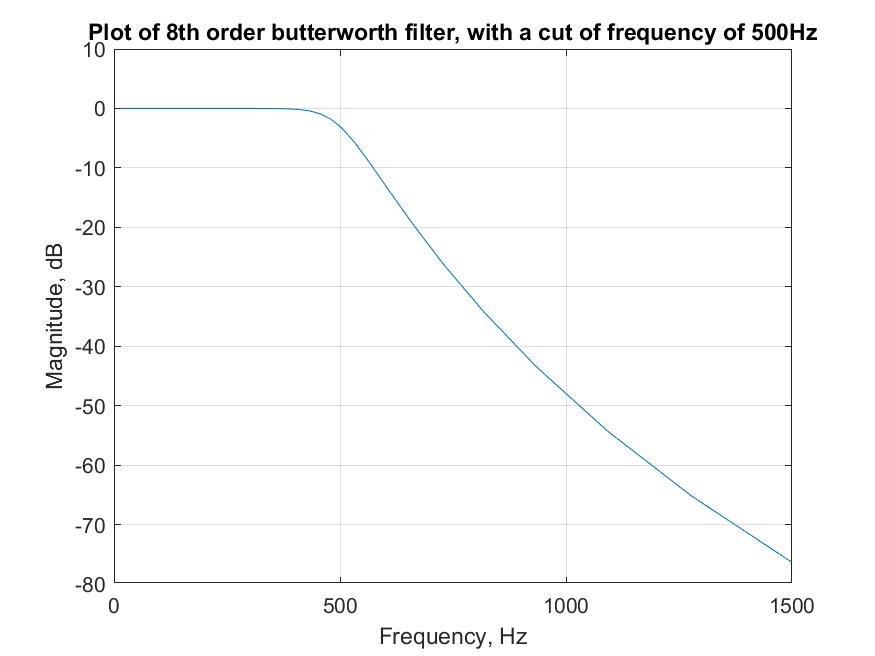 Plot of 8th order butterworth filter, with a cut of frequency of 500Hz
10
0
-10
-20
-30
-40
-50
-60
-70
-80
Magnitude, dB
0 500 1000 1500
Frequency, Hz